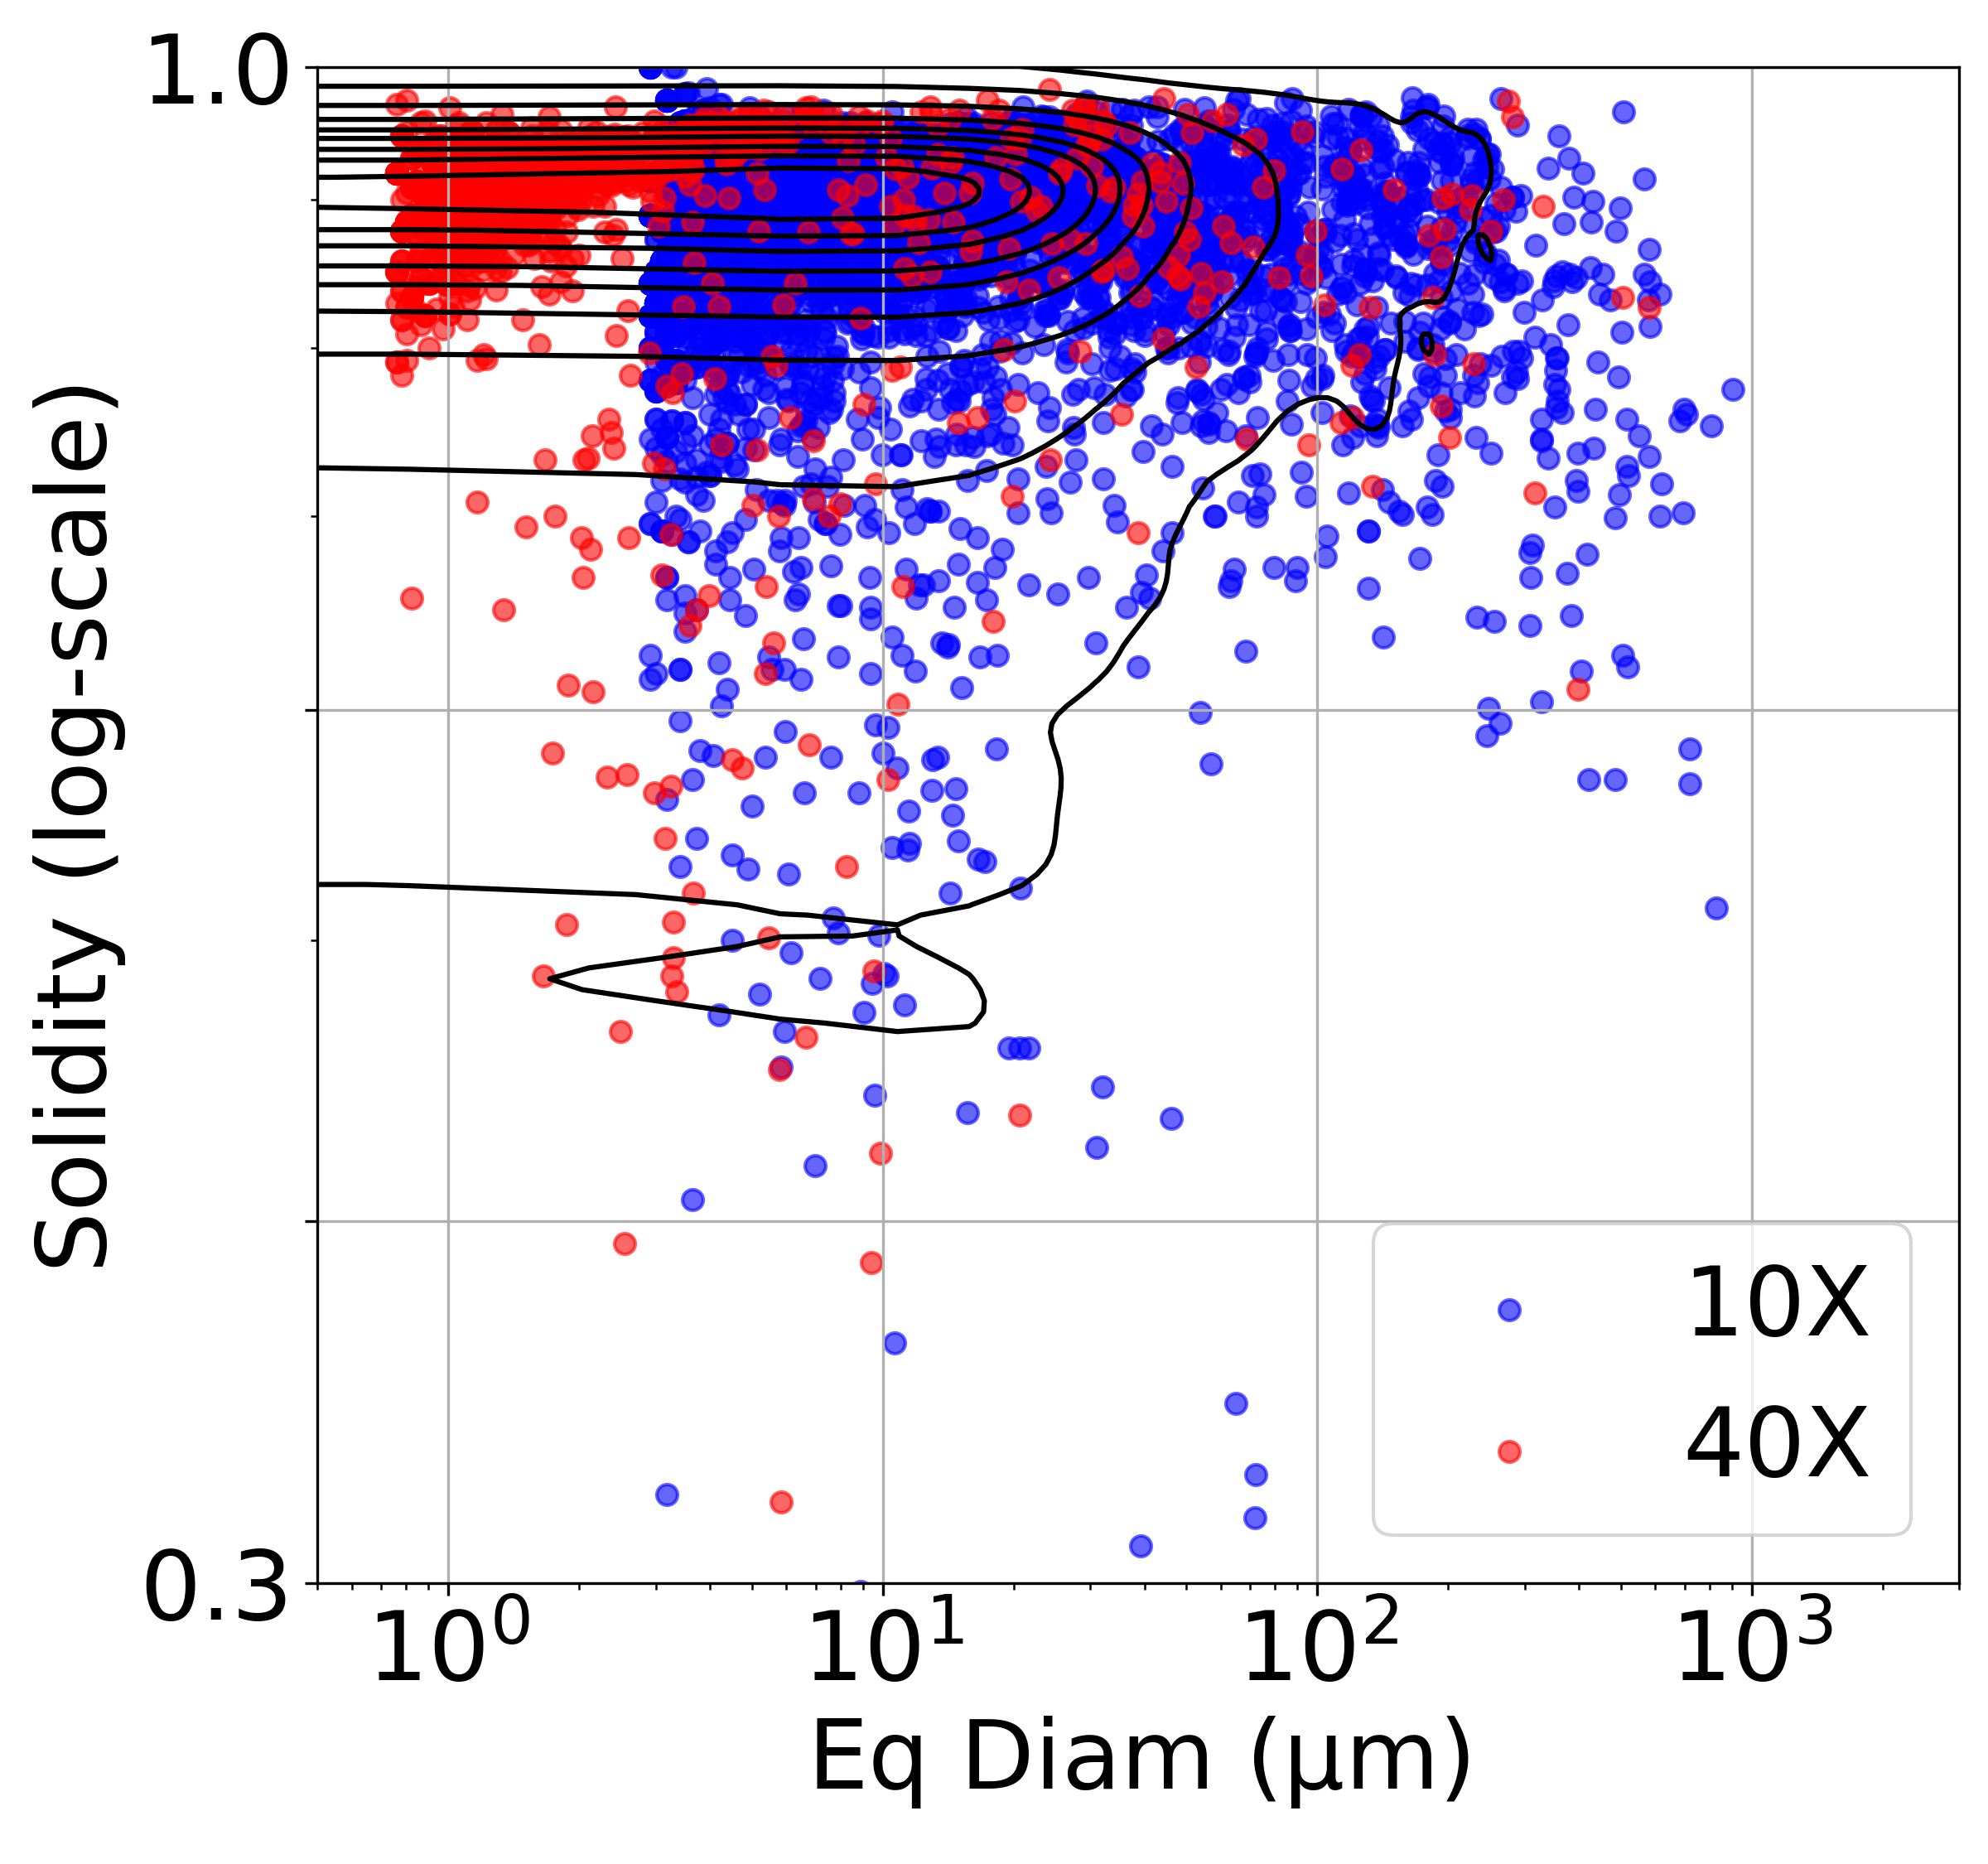 1.0
Solidity (log-scale)
0.3
10X
40X
10⁰ 10¹ 10² 10³
Eq Diam (μm)